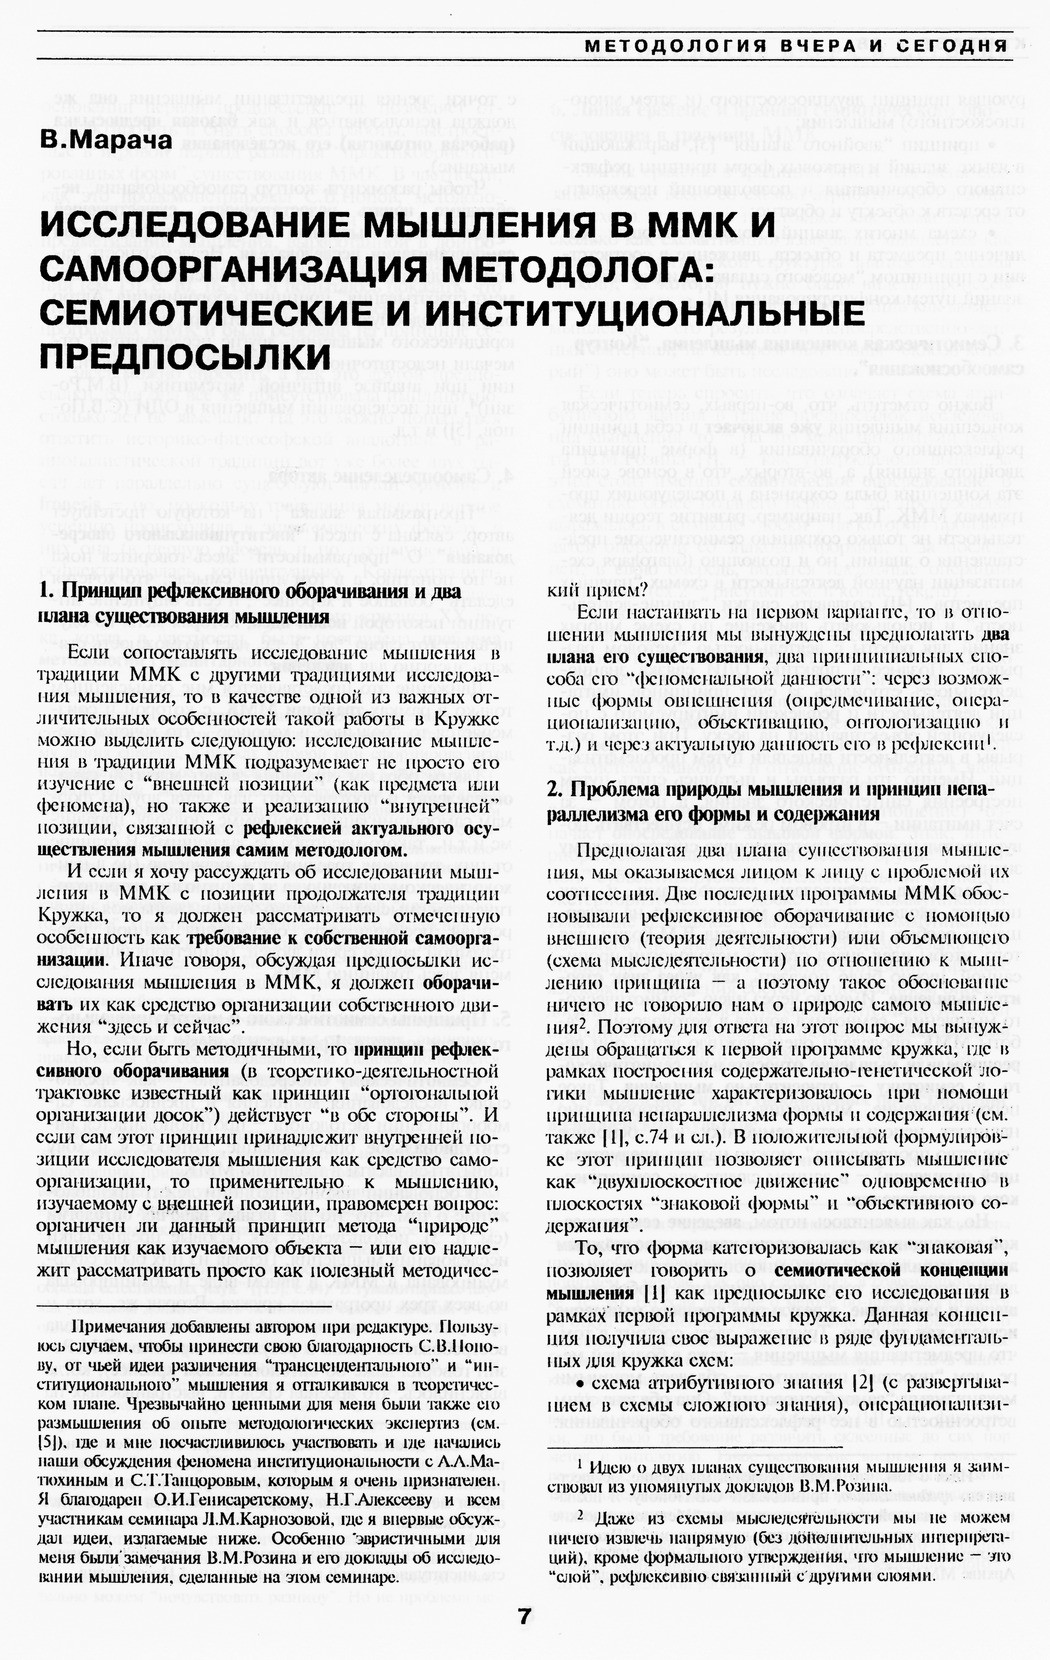 МЕТОДОЛОГИЯ ВЧЕРА И СЕГОДНЯ
В.Марача
ИССЛЕДОВАНИЕ МЫШЛЕНИЯ В ММК И
САМООРГАНИЗАЦИЯ МЕТОДОЛОГА:
СЕМИОТИЧЕСКИЕ И ИНСТИТУЦИОНАЛЬНЫЕ
ПРЕДПОСЫЛКИ
1. Принцип рефлексивного оборачивания и два
плана существования мышления
Если сопоставлять исследование мышления в
традиции ММК с другими традициями исследова-
ния мышления, то в качестве одной из важных от-
личительных особенностей такой работы в Кружке
можно выделить следующую: исследование мышле-
ния в традиции ММК подразумевает не просто его
изучение с “внешней позиции” (как предмета или
феномена), но также и реализацию “внутренней”
позиции, связанной с рефлексией актуального осу-
ществления мышления самим методологом.
И если я хочу рассуждать об исследовании мыш-
ления в ММК с позиции продолжателя традиции
Кружка, то я должен рассматривать отмеченную
особенность как требование к собственной самоорга-
низации. Иначе говоря, обсуждая предпосылки ис-
следования мышления в ММК, я должен оборачи-
вать их как средство организации собственного дви-
жения “здесь и сейчас”.
Но, если быть методичными, то принцип рефлек-
сивного оборачивания (в теоретико-деятельностной
трактовке известный как принцип “ортогональной
организации досок”) действует “в обе стороны”. И
если сам этот принцип принадлежит внутренней по-
зиции исследователя мышления как средство само-
организации, то применительно к мышлению,
изучаемому с внешней позиции, правомерен вопрос:
органичен ли данный принцип метода “природе”
мышления как изучаемого объекта — или его надле-
жит рассматривать просто как полезный методичес-
Примечания добавлены автором при редактуре. Пользу-
юсь случаем, чтобы принести свою благодарность С.В.Попо-
ву, от чьей идеи различения “трансцендентального” и “ин-
ституционального” мышления я отталкивался в теоретичес-
ком плане. Чрезвычайно ценными для меня были также его
размышления об опыте методологических экспертиз (см.
[5]), где и мне посчастливилось участвовать и где начались
наши обсуждения феномена институциональности с А.А.Ма-
тюхиным и С.Т.Танцоровым, которым я очень признателен.
Я благодарен О.И.Генисаретскому, Н.Г.Алексееву и всем
участникам семинара Л.М.Карнозовой, где я впервые обсуж-
дал идеи, излагаемые ниже. Особенно эвристичными для
меня были замечания В.М.Розина и его доклады об исследо-
вании мышления, сделанные на этом семинаре.
кий прием?
Если настаивать на первом варианте, то в отно-
шении мышления мы вынуждены предполагать два
плана его существования, два принципиальных спо-
соба его “феноменальной данности”: через возмож-
ные формы овнешнения (опредмечивание, опера-
ционализацию, объективацию, онтологизацию и
т.д.) и через актуальную данность его в рефлексии¹.
2. Проблема природы мышления и принцип непа-
раллелизма его формы и содержания
Предполагая два плана существования мышле-
ния, мы оказываемся лицом к лицу с проблемой их
соотнесения. Две последних программы ММК обос-
новывали рефлексивное оборачивание с помощью
внешнего (теория деятельности) или объемлющего
(схема мыследеятельности) по отношению к мыш-
лению принципа — а поэтому такое обоснование
ничего не говорило нам о природе самого мышле-
ния². Поэтому для ответа на этот вопрос мы вынуж-
дены обращаться к первой программе кружка, где в
рамках построения содержательно-генетической ло-
гики мышление характеризовалось при помощи
принципа непараллелизма формы и содержания (см.
также [1], с.74 и сл.). В положительной формулиров-
ке этот принцип позволяет описывать мышление
как “двухплоскостное движение” одновременно в
плоскостях “знаковой формы” и “объективного со-
держания”.
То, что форма категоризовалась как “знаковая”,
позволяет говорить о семиотической концепции
мышления [1] как предпосылке его исследования в
рамках первой программы кружка. Данная концеп-
ция получила свое выражение в ряде фундаменталь-
ных для кружка схем:
• схема атрибутивного знания [2] (с развертыва-
нием в схемы сложного знания), операционализи-
¹ Идею о двух планах существования мышления я заим-
ствовал из упомянутых докладов В.М.Розина.
² Даже из схемы мыследеятельности мы не можем
ничего извлечь напрямую (без дополнительных интерпрета-
ций), кроме формального утверждения, что мышление — это
“слой”, рефлексивно связанный с другими слоями.
7